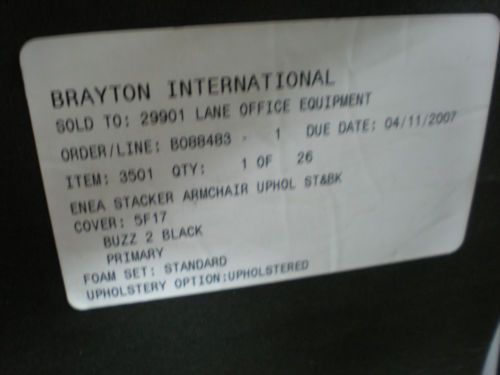 BRAYTON INTERNATIONAL
SOLD TO: 29901 LANE OFFICE EQUIPMENT
ORDER/LINE: B088483 - 1 DUE DATE: 04/11/2007
ITEM: 3501 QTY: 1 OF 26
ENEA STACKER ARMCHAIR UPHOL ST&BK
COVER: 5F17
BUZZ 2 BLACK
PRIMARY
FOAM SET: STANDARD
UPHOLSTERY OPTION:UPHOLSTERED